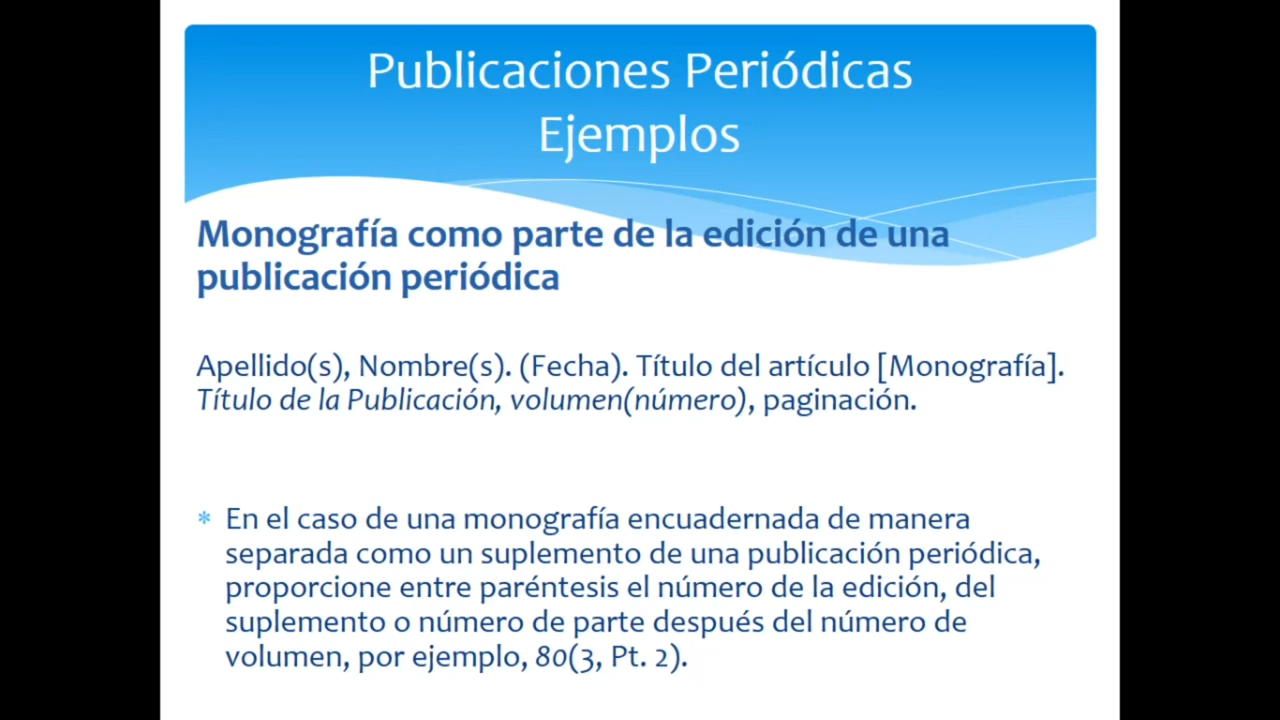 Publicaciones Periódicas
Ejemplos
Monografía como parte de la edición de una
publicación periódica
Apellido(s), Nombre(s). (Fecha). Título del artículo [Monografía].
Título de la Publicación, volumen(número), paginación.
* En el caso de una monografía encuadernada de manera
separada como un suplemento de una publicación periódica,
proporcione entre paréntesis el número de la edición, del
suplemento o número de parte después del número de
volumen, por ejemplo, 80(3, Pt. 2).